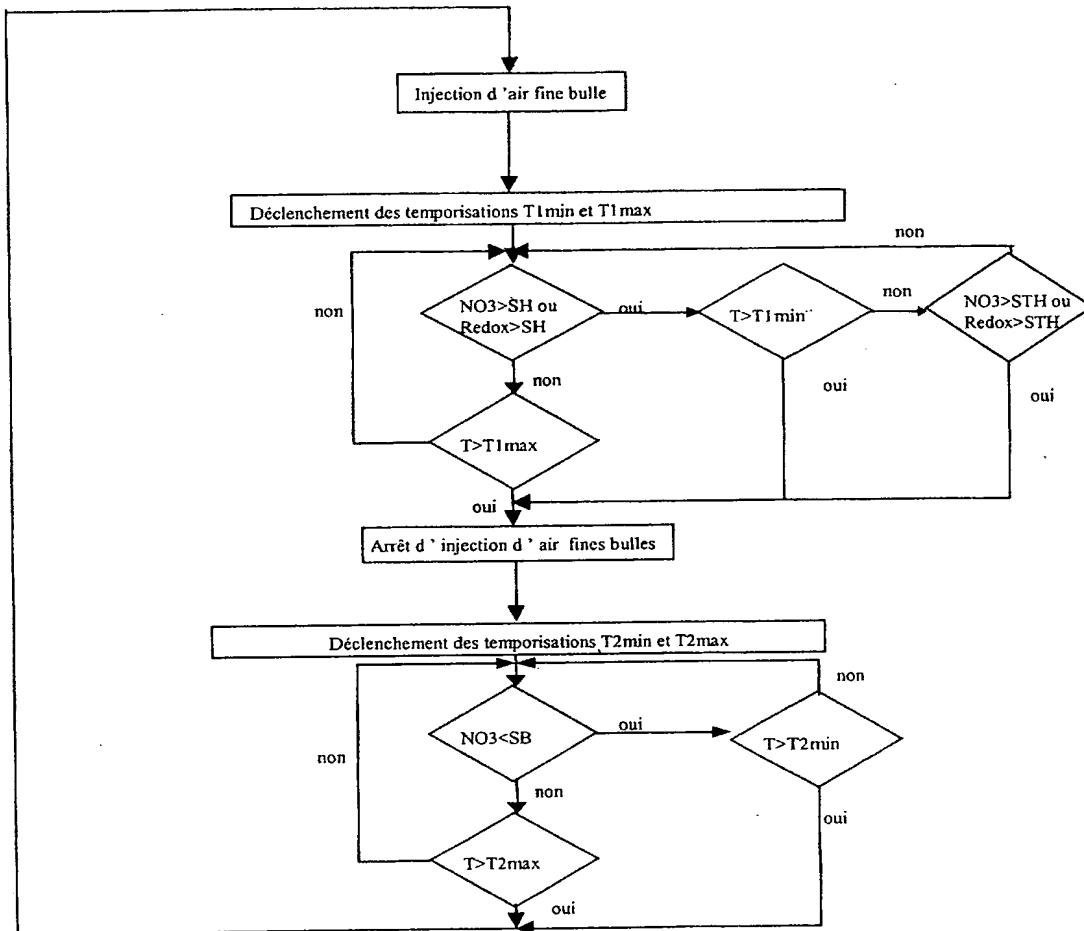 Injection d 'air fine bulle
Déclenchement des temporisations T1min et T1max
non
non
NO3>SH ou
Redox>SH
oui
T>T1min
non
NO3>STH ou
Redox>STH
non
oui
oui
T>T1max
oui
Arrêt d ' injection d ' air fines bulles
Déclenchement des temporisations T2min et T2max
non
NO3<SB
oui
T>T2min
non
non
oui
T>T2max
oui